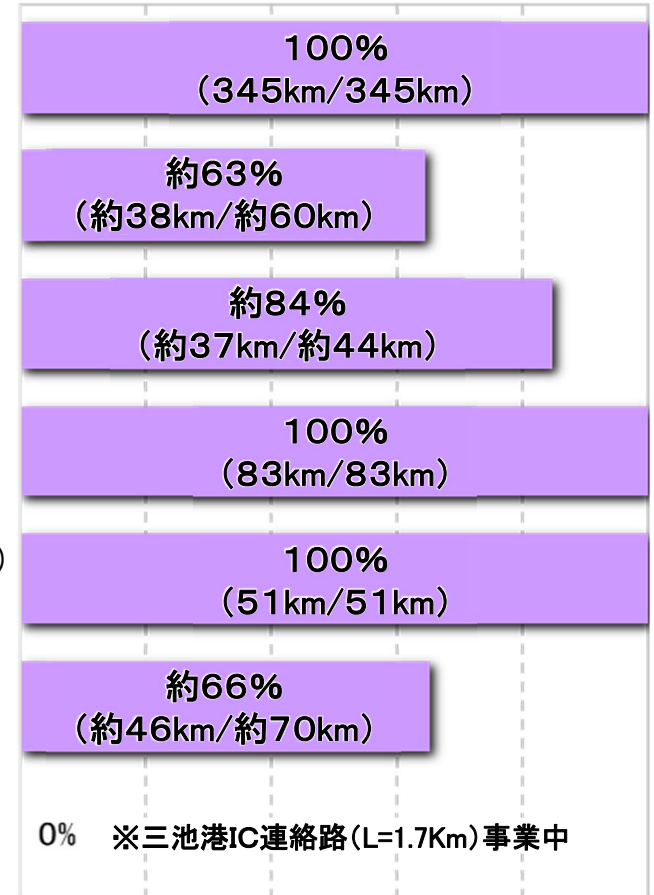 100%
（345km/345km）
約63%
（約38km/約60km）
約84%
（約37km/約44km）
100%
（83km/83km）
）
100%
（51km/51km）
約66%
（約46km/約70km）
0% ※三池港IC連絡路（L=1.7Km）事業中